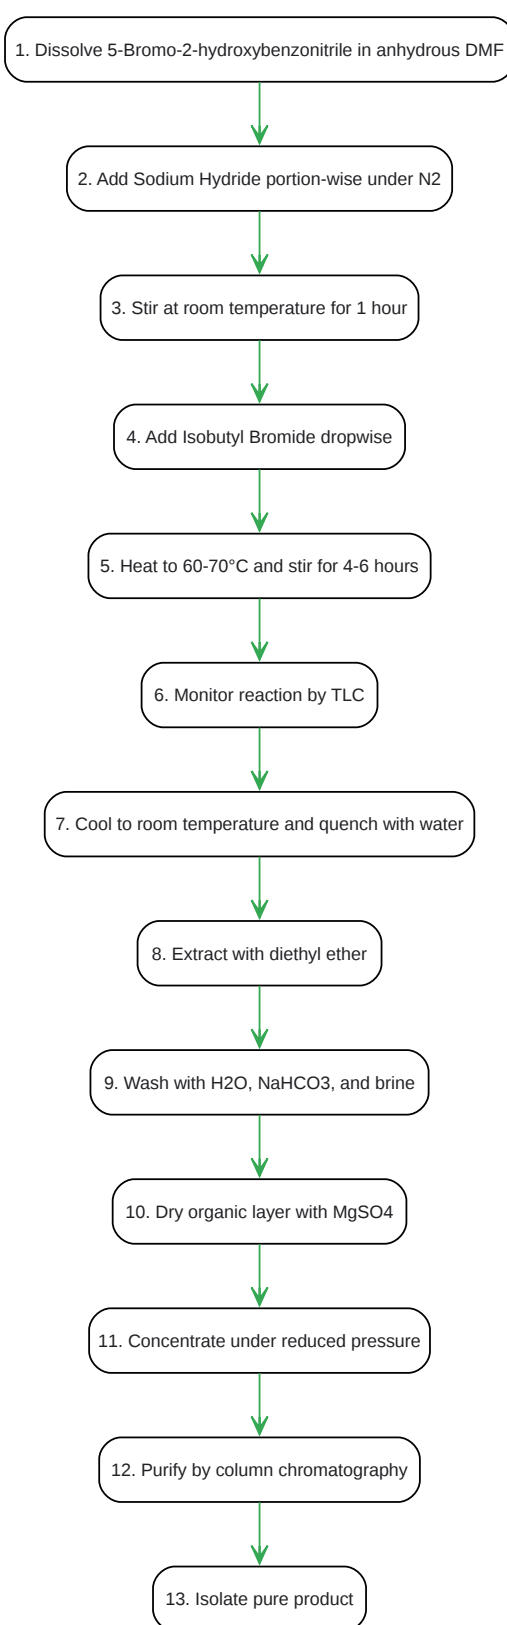 1. Dissolve 5-Bromo-2-hydroxybenzonitrile in anhydrous DMF
2. Add Sodium Hydride portion-wise under N2
3. Stir at room temperature for 1 hour
4. Add Isobutyl Bromide dropwise
5. Heat to 60-70°C and stir for 4-6 hours
6. Monitor reaction by TLC
7. Cool to room temperature and quench with water
8. Extract with diethyl ether
9. Wash with H2O, NaHCO3, and brine
10. Dry organic layer with MgSO4
11. Concentrate under reduced pressure
12. Purify by column chromatography
13. Isolate pure product